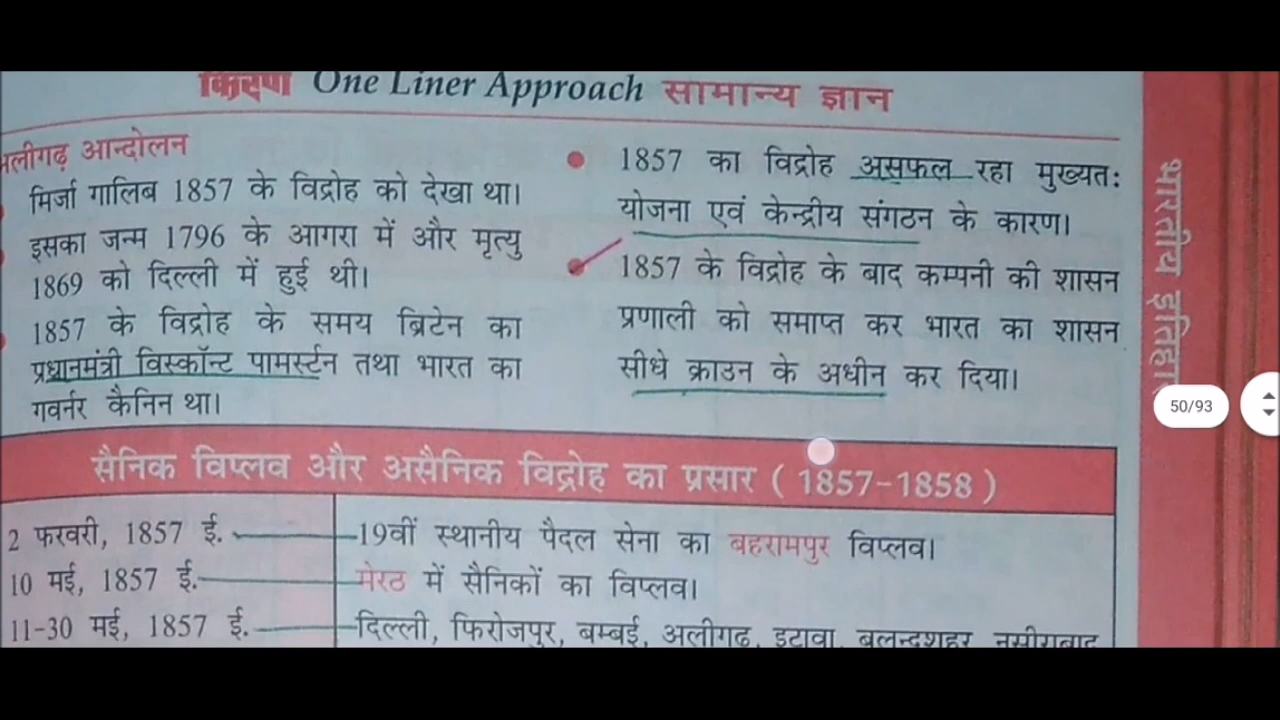 किरण One Liner Approach सामान्य ज्ञान
अलीगढ़ आन्दोलन
मिर्जा गालिब 1857 के विद्रोह को देखा था।
इसका जन्म 1796 के आगरा में और मृत्यु
1869 को दिल्ली में हुई थी।
1857 के विद्रोह के समय ब्रिटेन का
प्रधानमंत्री विस्कॉन्ट पामर्स्टन तथा भारत का
गवर्नर कैनिन था।
1857 का विद्रोह असफल रहा मुख्यतः
योजना एवं केन्द्रीय संगठन के कारण।
1857 के विद्रोह के बाद कम्पनी की शासन
प्रणाली को समाप्त कर भारत का शासन
सीधे क्राउन के अधीन कर दिया।
भारतीय इतिहास
50/93
सैनिक विप्लव और असैनिक विद्रोह का प्रसार ( 1857-1858 )
2 फरवरी, 1857 ई. 19वीं स्थानीय पैदल सेना का बहरामपुर विप्लव।
10 मई, 1857 ई. मेरठ में सैनिकों का विप्लव।
11-30 मई, 1857 ई. दिल्ली, फिरोजपुर, बम्बई, अलीगढ, इटावा, बुलन्दशहर, नसीराबाद